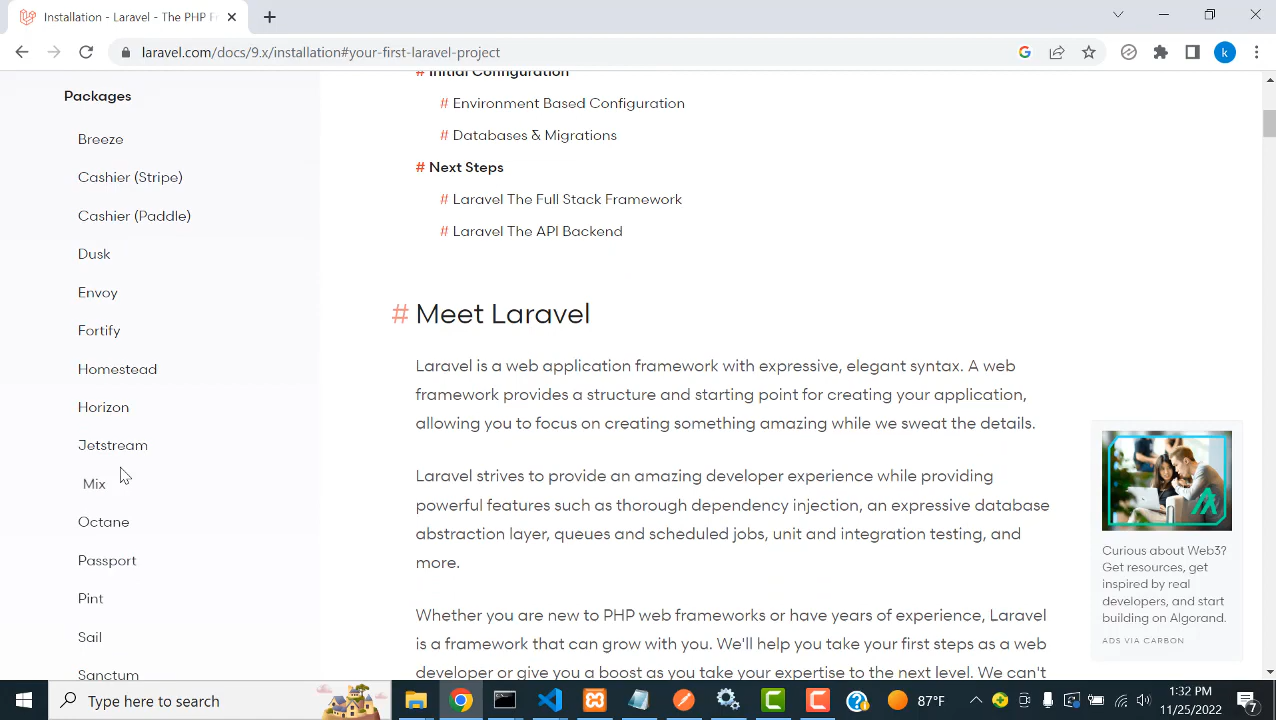 Installation - Laravel - The PHP F
laravel.com/docs/9.x/installation#your-first-laravel-project
k
Packages
Breeze
Cashier (Stripe)
Cashier (Paddle)
Dusk
Envoy
Fortify
Homestead
Horizon
Jetstream
Mix
Octane
Passport
Pint
Sail
Sanctum
# Initial Configuration
# Environment Based Configuration
# Databases & Migrations
# Next Steps
# Laravel The Full Stack Framework
# Laravel The API Backend
# Meet Laravel
Laravel is a web application framework with expressive, elegant syntax. A web
framework provides a structure and starting point for creating your application,
allowing you to focus on creating something amazing while we sweat the details.
Laravel strives to provide an amazing developer experience while providing
powerful features such as thorough dependency injection, an expressive database
abstraction layer, queues and scheduled jobs, unit and integration testing, and
more.
Whether you are new to PHP web frameworks or have years of experience, Laravel
is a framework that can grow with you. We'll help you take your first steps as a web
developer or give you a boost as you take your expertise to the next level. We can't
Curious about Web3?
Get resources, get
inspired by real
developers, and start
building on Algorand.
ADS VIA CARBON
Type here to search
87°F
1:32 PM
11/25/2022
7